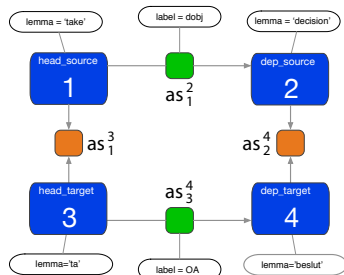 lemma = 'take'
label = dobj
lemma = 'decision'
head_source
1
as 2 1
dep_source
2
as 3 1
as 4 2
head_target
3
as 4 3
dep_target
4
lemma='ta'
label = OA
lemma='beslut'